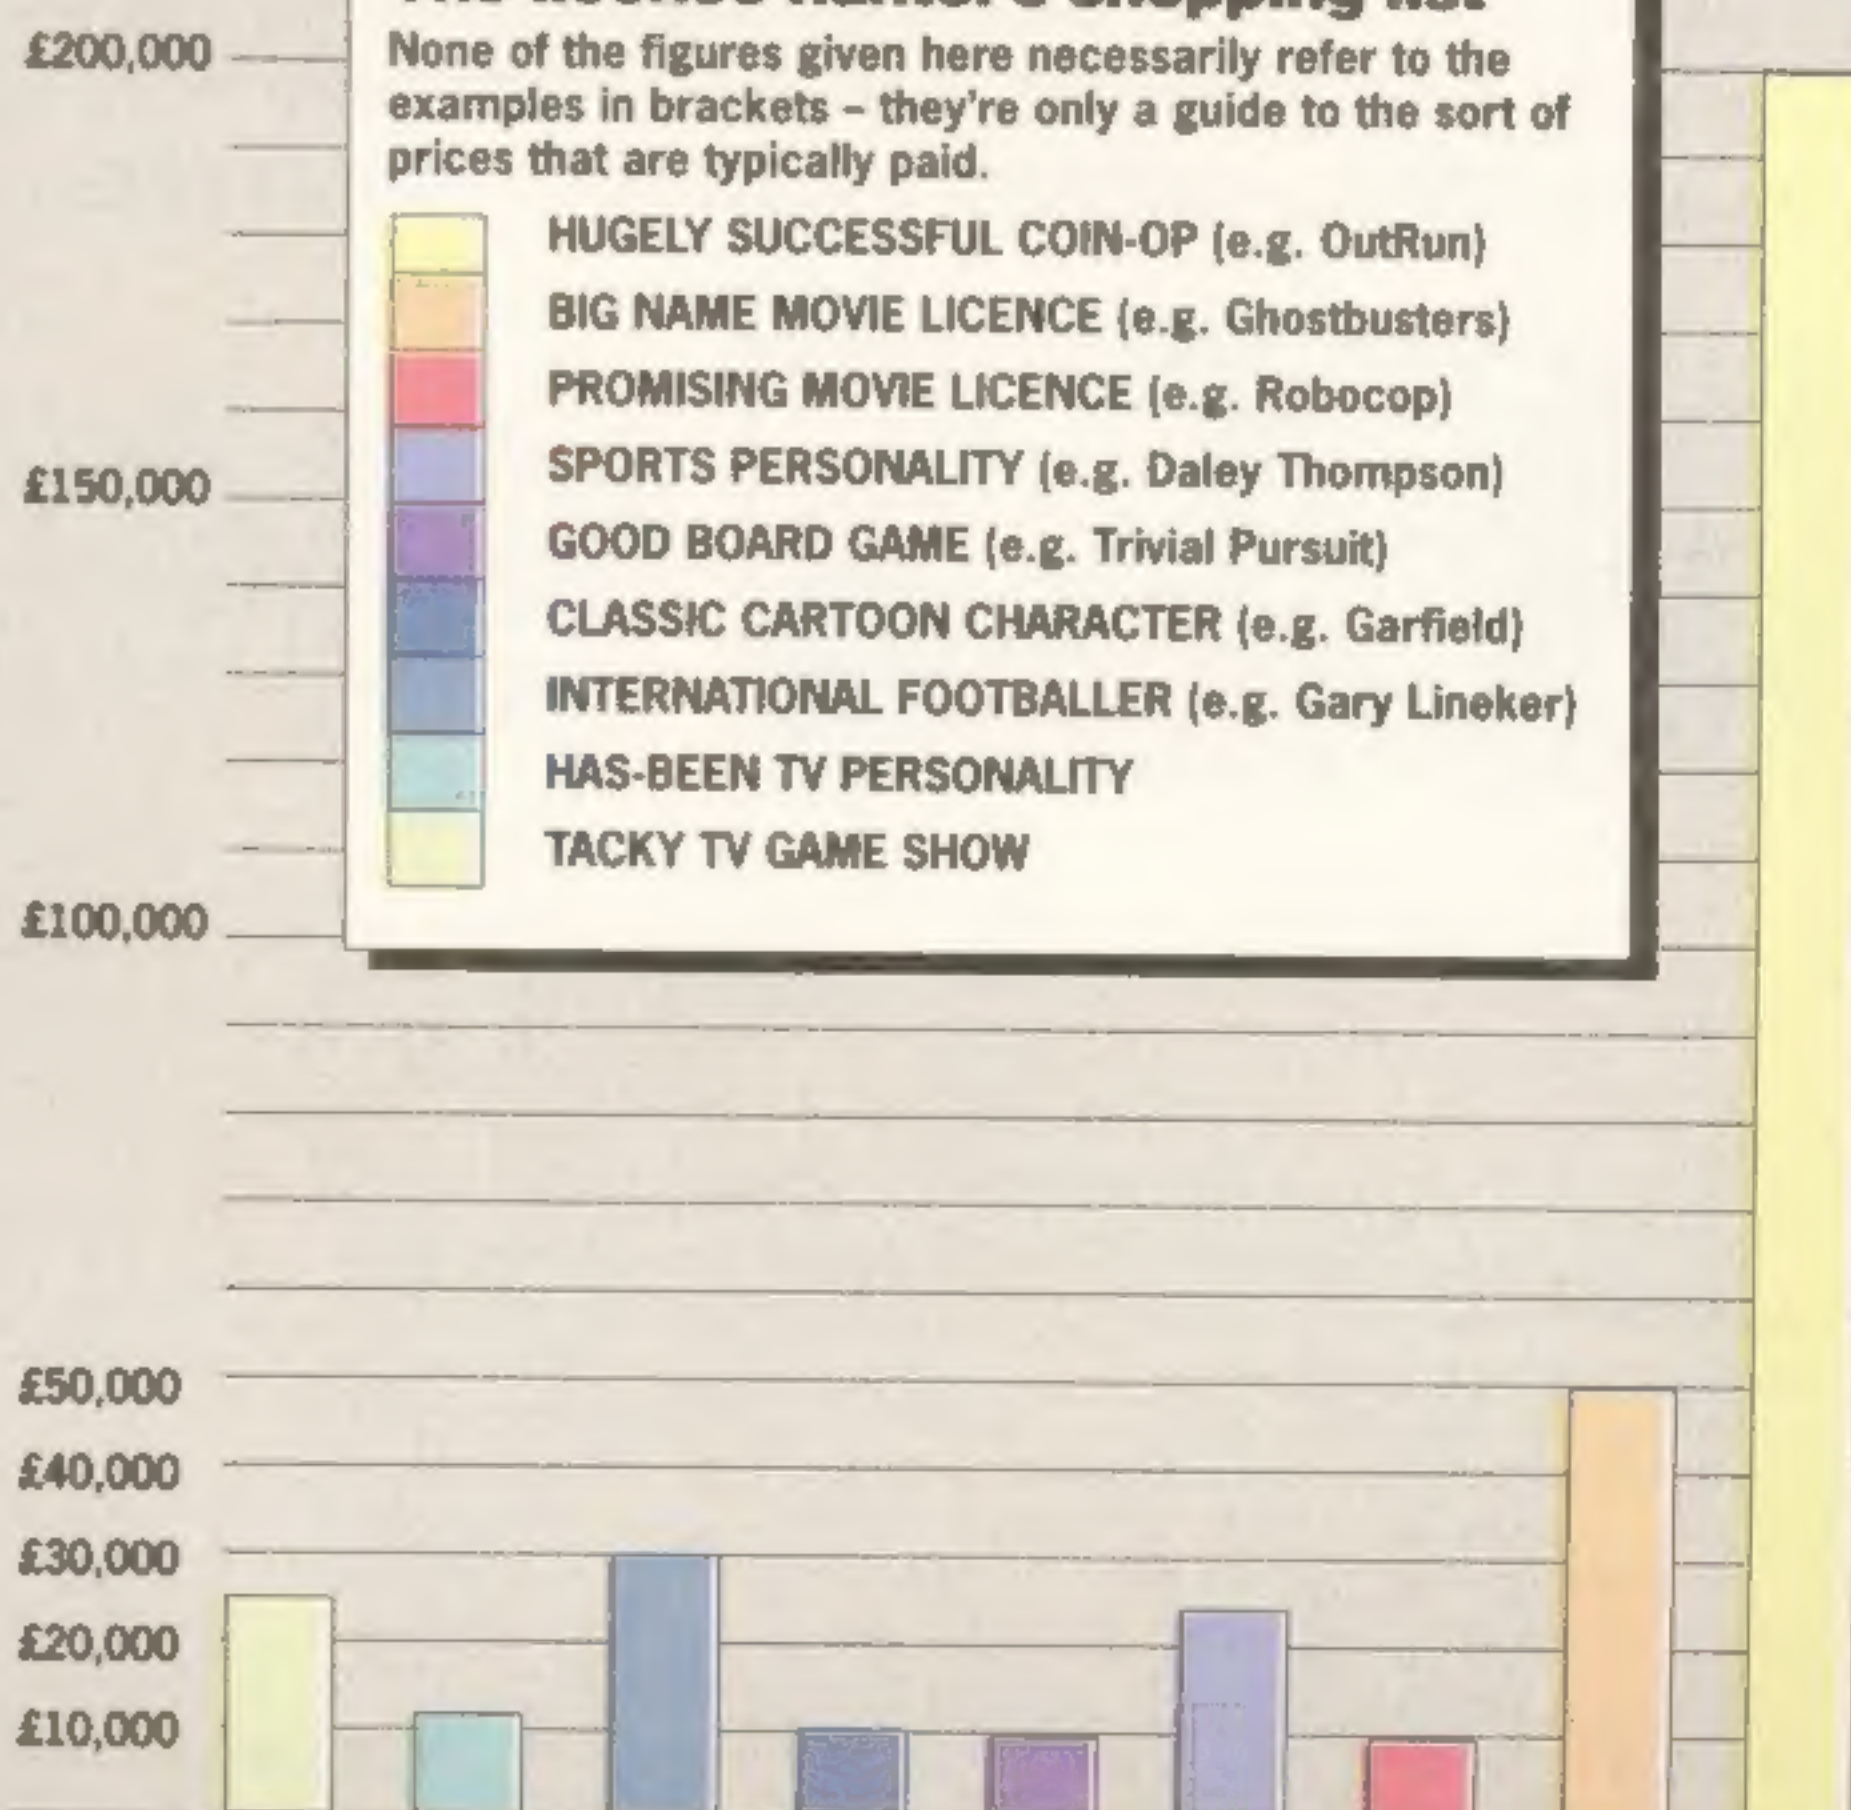 shopping list
£200,000
None of the figures given here necessarily refer to the
examples in brackets – they're only a guide to the sort of
prices that are typically paid.
HUGELY SUCCESSFUL COIN-OP (e.g. OutRun)
BIG NAME MOVIE LICENCE (e.g. Ghostbusters)
PROMISING MOVIE LICENCE (e.g. Robocop)
£150,000
SPORTS PERSONALITY (e.g. Daley Thompson)
GOOD BOARD GAME (e.g. Trivial Pursuit)
CLASSIC CARTOON CHARACTER (e.g. Garfield)
INTERNATIONAL FOOTBALLER (e.g. Gary Lineker)
HAS-BEEN TV PERSONALITY
TACKY TV GAME SHOW
£100,000
£50,000
£40,000
£30,000
£20,000
£10,000